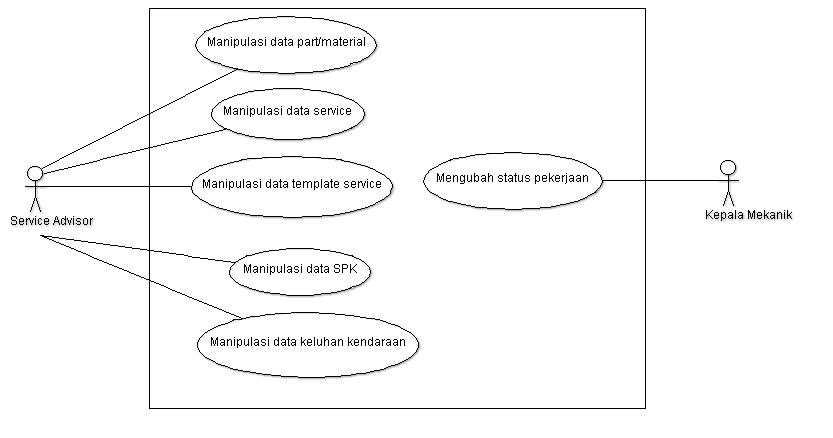 Manipulasi data part/material
Manipulasi data service
Manipulasi data template service
Service Advisor
Manipulasi data SPK
Manipulasi data keluhan kendaraan
Mengubah status pekerjaan
Kepala Mekanik